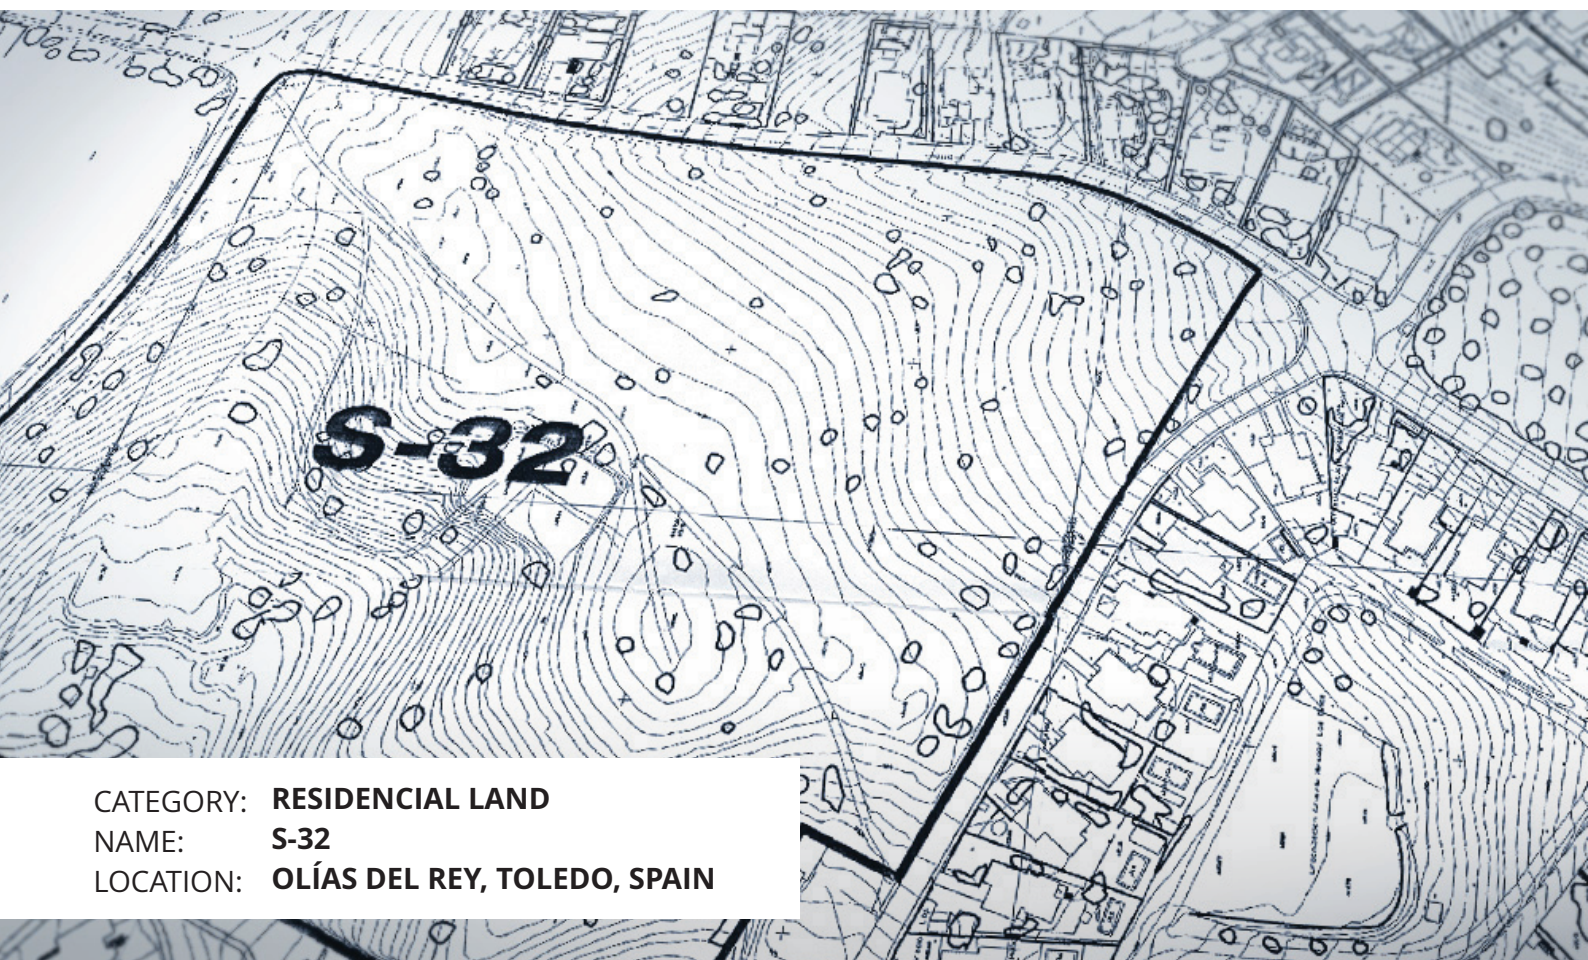 S-32
CATEGORY: RESIDENCIAL LAND
NAME: S-32
LOCATION: OLÍAS DEL REY, TOLEDO, SPAIN